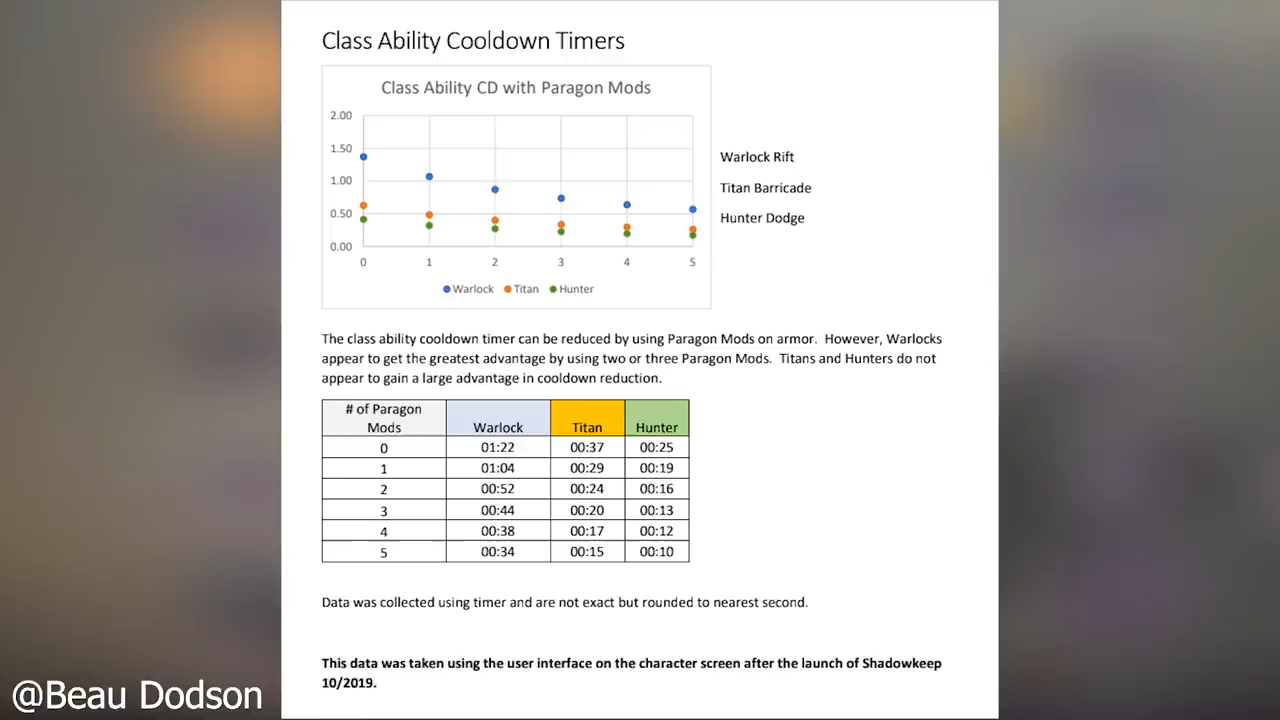 Class Ability Cooldown Timers
Class Ability CD with Paragon Mods
2.00
1.50
1.00
0.50
0.00
0 1 2 3 4 5
Warlock Titan Hunter
Warlock Rift
Titan Barricade
Hunter Dodge
The class ability cooldown timer can be reduced by using Paragon Mods on armor. However, Warlocks
appear to get the greatest advantage by using two or three Paragon Mods. Titans and Hunters do not
appear to gain a large advantage in cooldown reduction.
# of Paragon
Mods Warlock Titan Hunter
0 01:22 00:37 00:25
1 01:04 00:29 00:19
2 00:52 00:24 00:16
3 00:44 00:20 00:13
4 00:38 00:17 00:12
5 00:34 00:15 00:10
Data was collected using timer and are not exact but rounded to nearest second.
This data was taken using the user interface on the character screen after the launch of Shadowkeep
10/2019.
@Beau Dodson